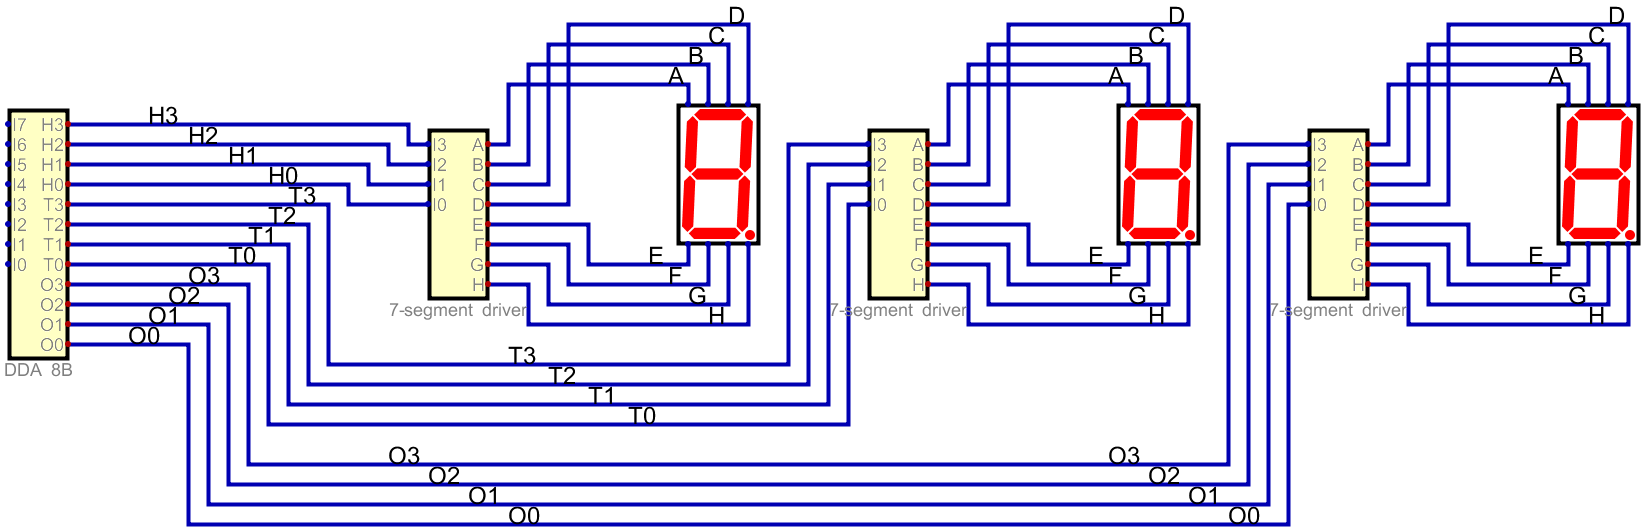 D D D
C C C
B B B
A A A
H3
I7 H3
H2
I6 H2 I3 A I3 A I3 A
H1
I5 H1 I2 B I2 B I2 B
H0
I4 H0 I1 C I1 C I1 C
T3
I3 T3 I0 D I0 D I0 D
T2
I2 T2 E E E
T1
I1 T1 F F F
T0 E E E
I0 T0 G G G
O3 F F F
O3 H H H
O2 G G G
O2 7-segment driver 7-segment driver 7-segment driver
O1 H H H
O1
O0
O0
DDA 8B
T3
T2
T1
T0
O3 O3
O2 O2
O1 O1
O0 O0